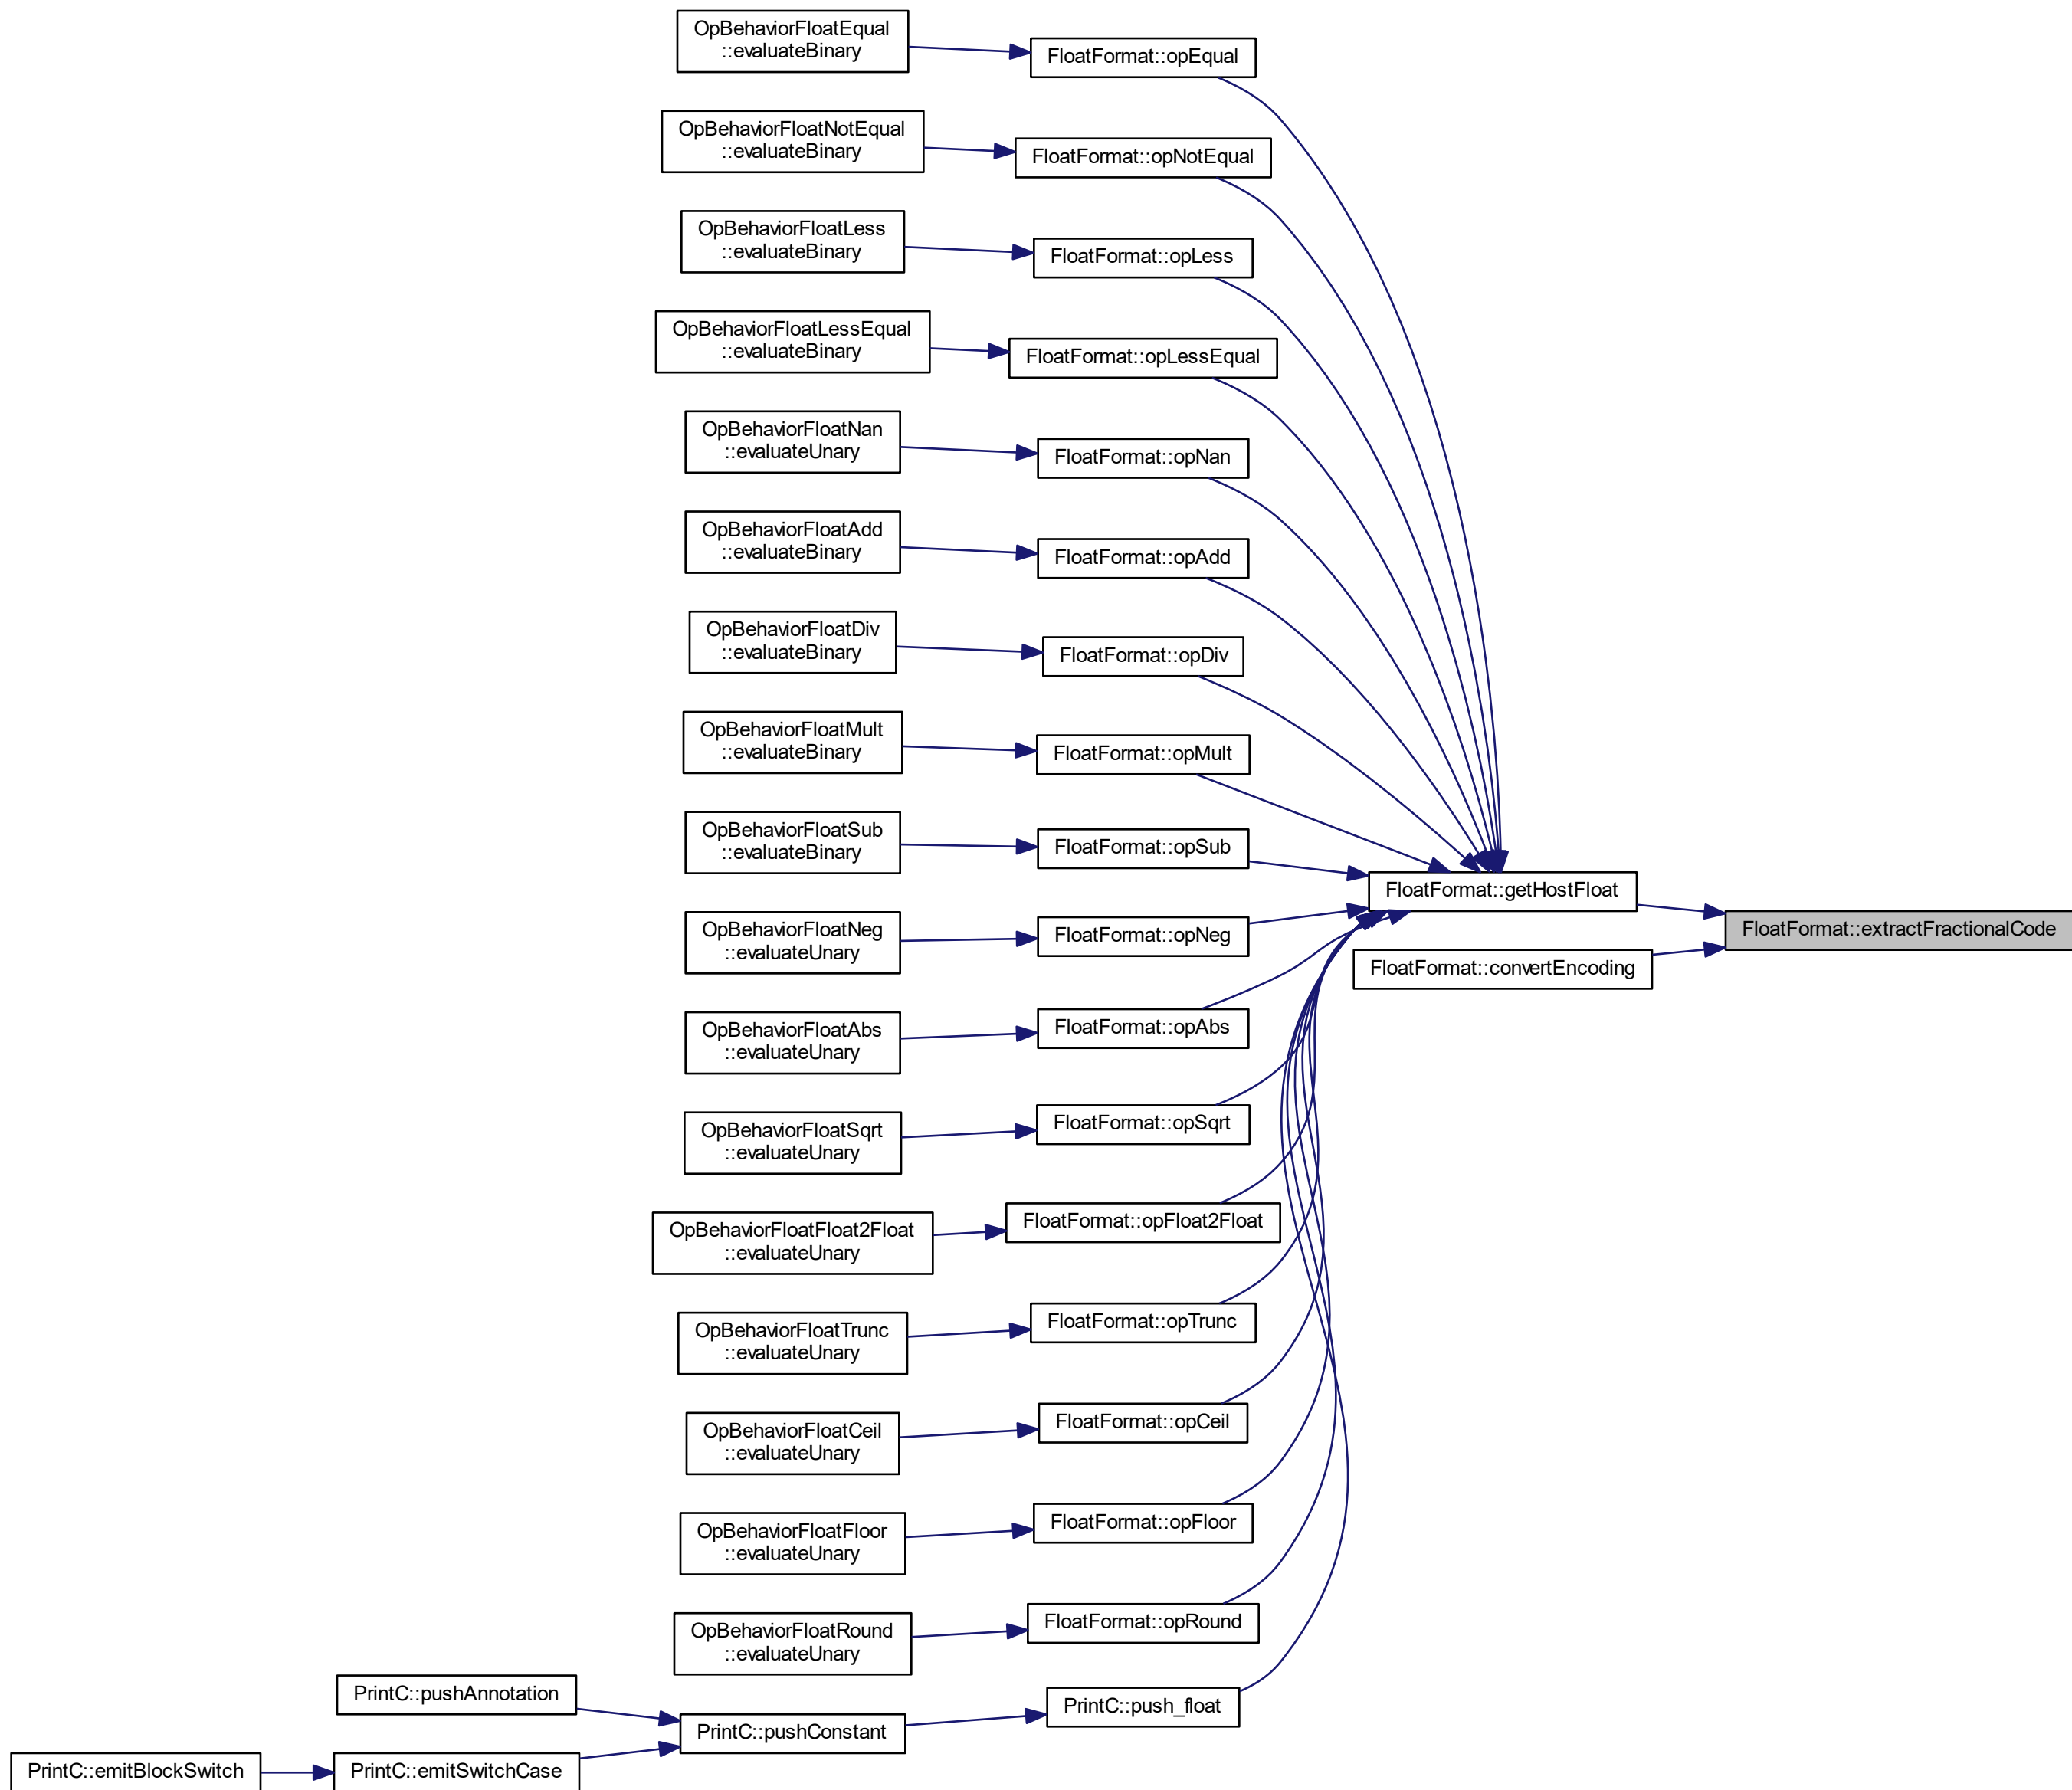 OpBehaviorFloatEqual
::evaluateBinary
FloatFormat::opEqual
OpBehaviorFloatNotEqual
::evaluateBinary
FloatFormat::opNotEqual
OpBehaviorFloatLess
::evaluateBinary
FloatFormat::opLess
OpBehaviorFloatLessEqual
::evaluateBinary
FloatFormat::opLessEqual
OpBehaviorFloatNan
::evaluateUnary
FloatFormat::opNan
OpBehaviorFloatAdd
::evaluateBinary
FloatFormat::opAdd
OpBehaviorFloatDiv
::evaluateBinary
FloatFormat::opDiv
OpBehaviorFloatMult
::evaluateBinary
FloatFormat::opMult
OpBehaviorFloatSub
::evaluateBinary
FloatFormat::opSub
FloatFormat::getHostFloat
FloatFormat::extractFractionalCode
OpBehaviorFloatNeg
::evaluateUnary
FloatFormat::opNeg
FloatFormat::convertEncoding
OpBehaviorFloatAbs
::evaluateUnary
FloatFormat::opAbs
OpBehaviorFloatSqrt
::evaluateUnary
FloatFormat::opSqrt
OpBehaviorFloatFloat2Float
::evaluateUnary
FloatFormat::opFloat2Float
OpBehaviorFloatTrunc
::evaluateUnary
FloatFormat::opTrunc
OpBehaviorFloatCeil
::evaluateUnary
FloatFormat::opCeil
OpBehaviorFloatFloor
::evaluateUnary
FloatFormat::opFloor
OpBehaviorFloatRound
::evaluateUnary
FloatFormat::opRound
PrintC::pushAnnotation
PrintC::push_float
PrintC::pushConstant
PrintC::emitBlockSwitch
PrintC::emitSwitchCase